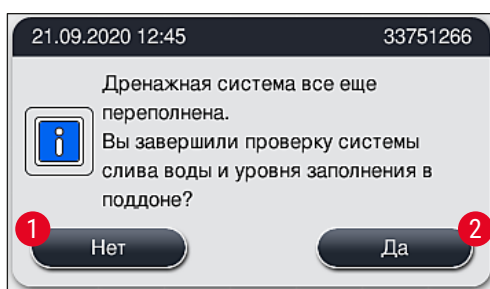 21.09.2020 12:45 33751266
Дренажная система все еще
переполнена.
Вы завершили проверку системы
слива воды и уровня заполнения в
поддоне?
1 2
Нет Да